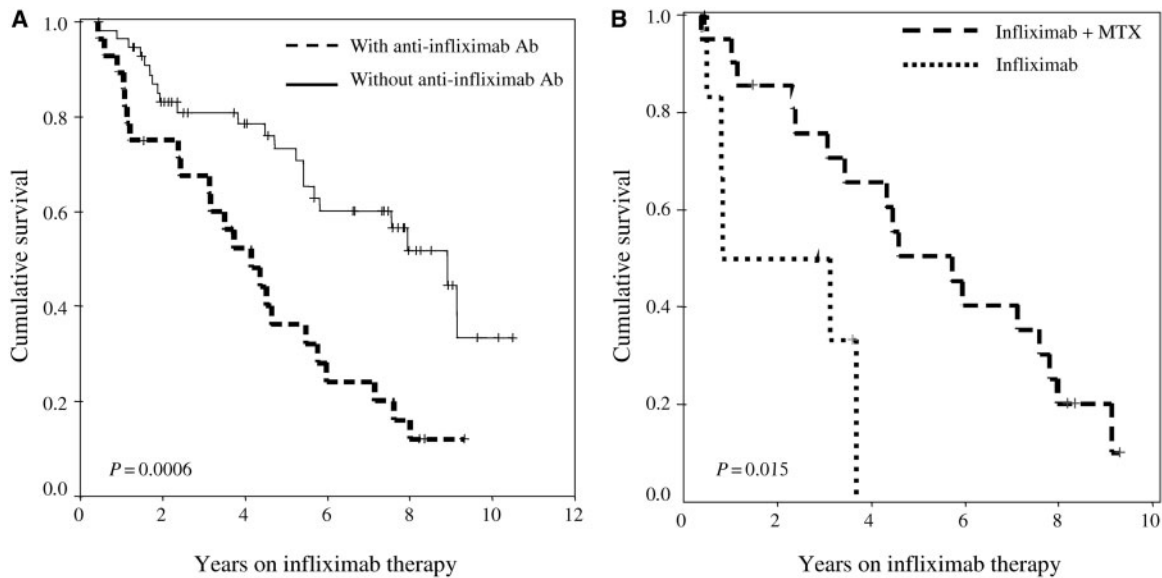 A
With anti-infliximab Ab
Without anti-infliximab Ab
Cumulative survival
1.0
0.8
0.6
0.4
0.2
0.0
P = 0.0006
0 2 4 6 8 10 12
Years on infliximab therapy
B
Infliximab + MTX
Infliximab
Cumulative survival
1.0
0.8
0.6
0.4
0.2
0.0
P = 0.015
0 2 4 6 8 10
Years on infliximab therapy